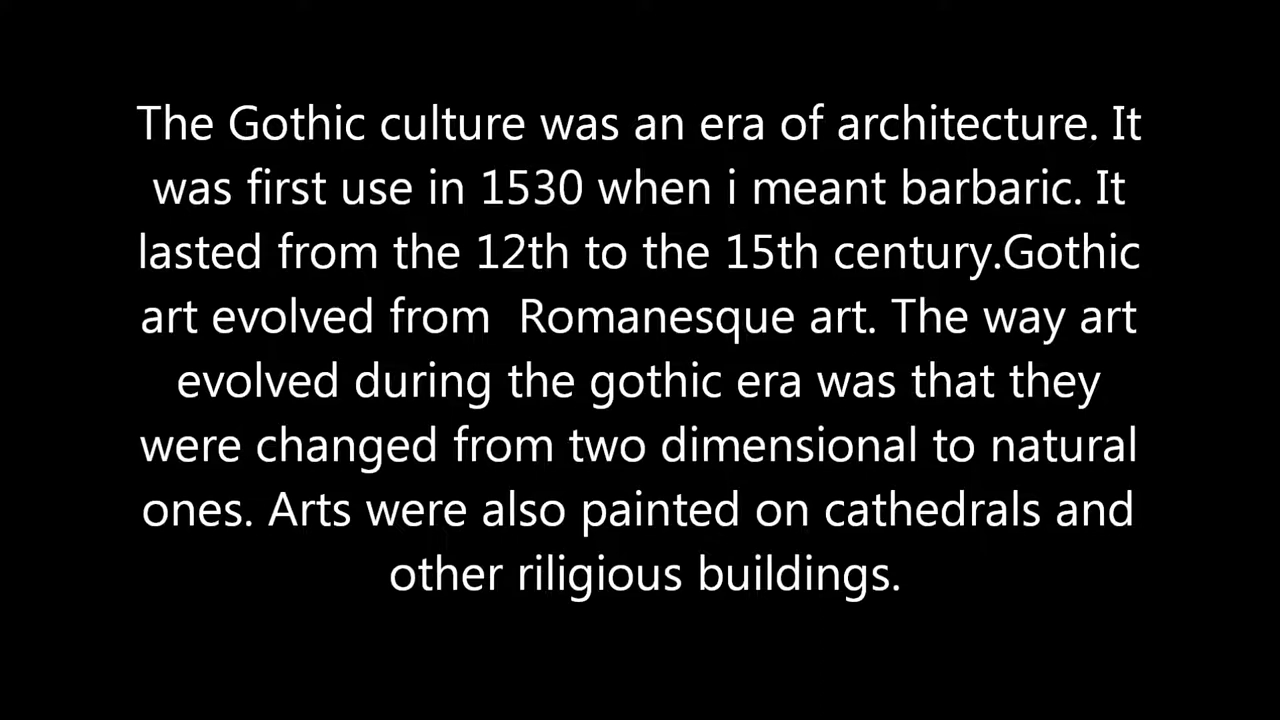 The Gothic culture was an era of architecture. It
was first use in 1530 when i meant barbaric. It
lasted from the 12th to the 15th century.Gothic
art evolved from  Romanesque art. The way art
evolved during the gothic era was that they
were changed from two dimensional to natural
ones. Arts were also painted on cathedrals and
other riligious buildings.